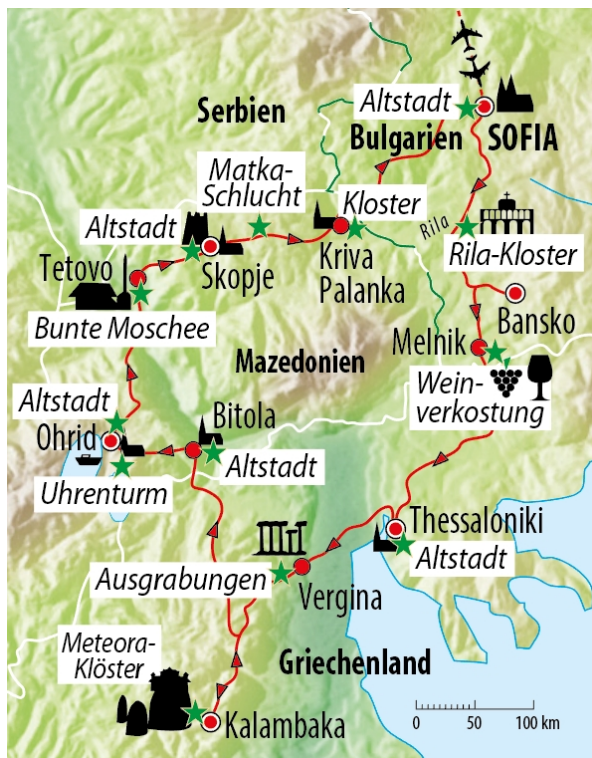 Altstadt
SOFIA
Serbien
Bulgarien
Matka-
Schlucht
Altstadt
Kloster
Rila
Rila-Kloster
Skopje
Kriva
Palanka
Tetovo
Bansko
Bunte Moschee
Melnik
Mazedonien
Wein-
verkostung
Altstadt
Ohrid
Bitola
Altstadt
Uhrenturm
Thessaloniki
Altstadt
Ausgrabungen
Vergina
Meteora-
Klöster
Griechenland
Kalambaka
0 50 100 km